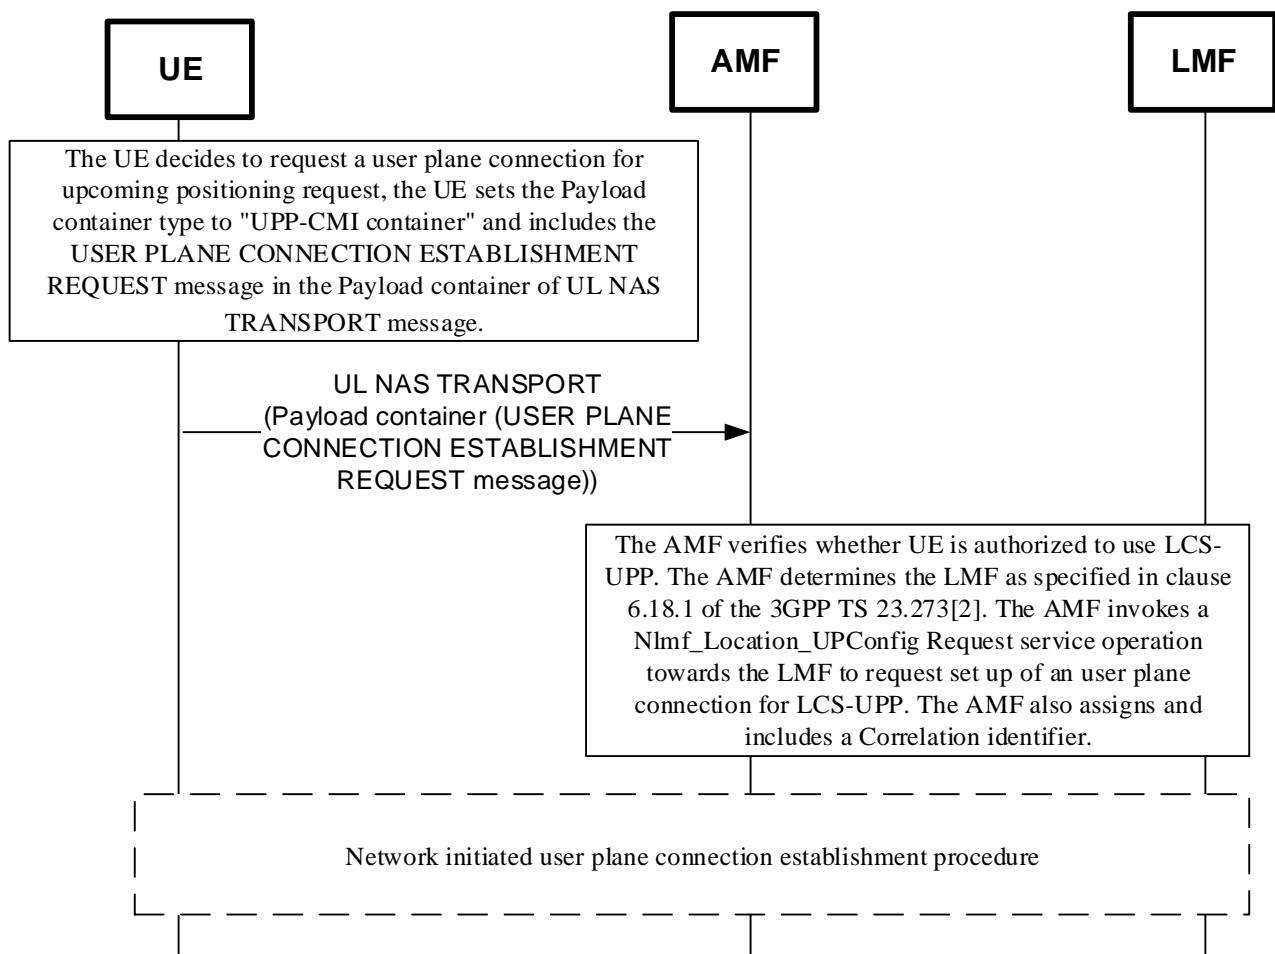 UE
AMF
LMF
The UE decides to request a user plane connection for
upcoming positioning request, the UE sets the Payload
container type to "UPP-CMI container" and includes the
USER PLANE CONNECTION ESTABLISHMENT
REQUEST message in the Payload container of UL NAS
TRANSPORT message.
UL NAS TRANSPORT
(Payload container (USER PLANE
CONNECTION ESTABLISHMENT
REQUEST message))
The AMF verifies whether UE is authorized to use LCS-
UPP. The AMF determines the LMF as specified in clause
6.18.1 of the 3GPP TS 23.273[2]. The AMF invokes a
Nlmf_Location_UPConfig Request service operation
towards the LMF to request set up of an user plane
connection for LCS-UPP. The AMF also assigns and
includes a Correlation identifier.
Network initiated user plane connection establishment procedure